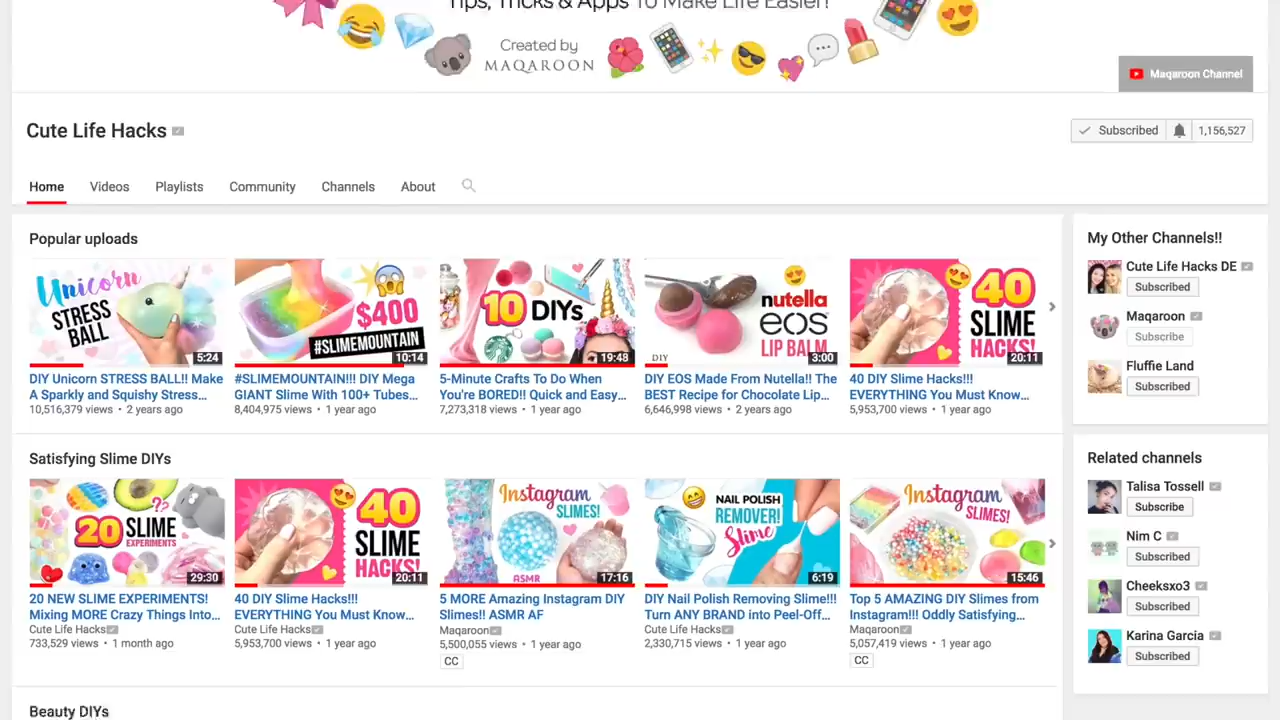 Tips, Tricks & Apps To Make Life Easier!
Created by
MAQAROON
Maqaroon Channel
Cute Life Hacks
Subscribed 1,156,527
Home Videos Playlists Community Channels About
Popular uploads
Unicorn STRESS BALL 5:24
$400 #SLIMEMOUNTAIN 10:14
10 DIYs 19:48
nutella eos LIP BALM DIY 3:00
40 SLIME HACKS! 20:11
DIY Unicorn STRESS BALL!! Make A Sparkly and Squishy Stress...
10,516,379 views • 2 years ago
#SLIMEMOUNTAIN!!! DIY Mega GIANT Slime With 100+ Tubes...
8,404,975 views • 1 year ago
5-Minute Crafts To Do When You're BORED!! Quick and Easy...
7,273,318 views • 1 year ago
DIY EOS Made From Nutella!! The BEST Recipe for Chocolate Lip...
6,646,998 views • 2 years ago
40 DIY Slime Hacks!!! EVERYTHING You Must Know...
5,953,700 views • 1 year ago
Satisfying Slime DIYs
20 SLIME EXPERIMENTS ?? 29:30
40 SLIME HACKS! 20:11
Instagram SLIMES! ASMR 17:16
NAIL POLISH REMOVER! Slime 6:19
Instagram SLIMES! 15:46
20 NEW SLIME EXPERIMENTS! Mixing MORE Crazy Things Into...
Cute Life Hacks
733,529 views • 1 month ago
40 DIY Slime Hacks!!! EVERYTHING You Must Know...
Cute Life Hacks
5,953,700 views • 1 year ago
5 MORE Amazing Instagram DIY Slimes!! ASMR AF
Maqaroon
5,500,055 views • 1 year ago
CC
DIY Nail Polish Removing Slime!!! Turn ANY BRAND into Peel-Off...
Cute Life Hacks
2,330,715 views • 1 year ago
Top 5 AMAZING DIY Slimes from Instagram!!! Oddly Satisfying...
Maqaroon
5,057,419 views • 1 year ago
CC
Beauty DIYs
My Other Channels!!
Cute Life Hacks DE
Subscribed
Maqaroon
Subscribe
Fluffie Land
Subscribed
Related channels
Talisa Tossell
Subscribe
Nim C
Subscribed
Cheeksxo3
Subscribed
Karina Garcia
Subscribed